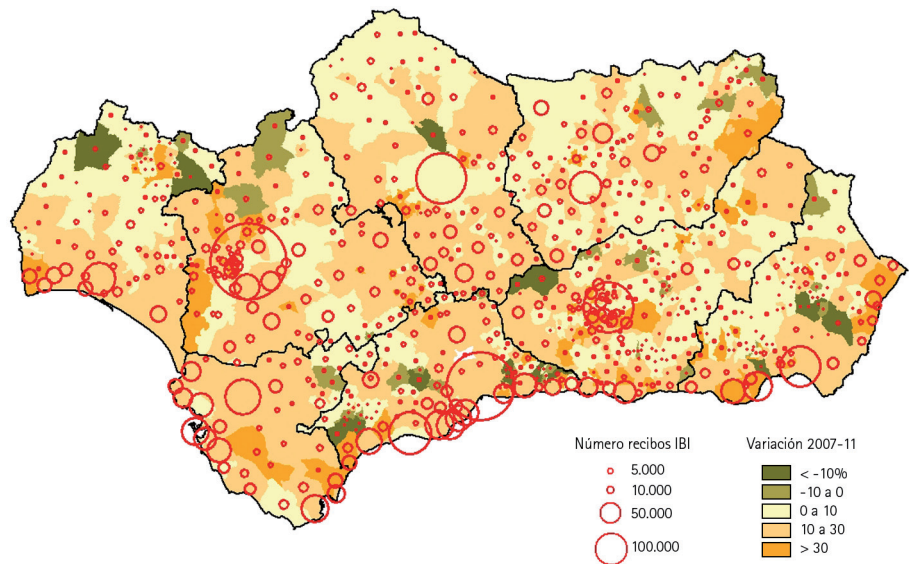 Número recibos IBI
5.000
10.000
50.000
100.000
Variación 2007-11
< -10%
-10 a 0
0 a 10
10 a 30
> 30